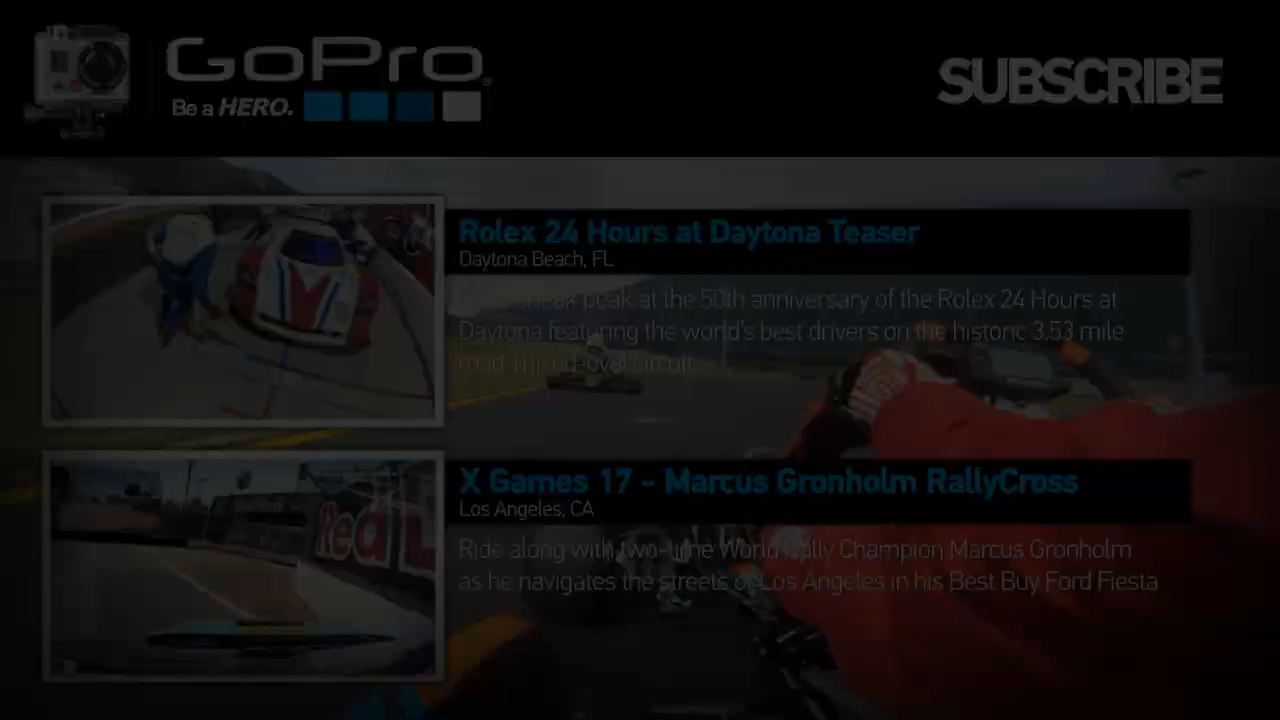 GoPro®
Be a HERO.
SUBSCRIBE
Rolex 24 Hours at Daytona Teaser
Daytona Beach, FL
peak at the 50th anniversary of the Rolex 24 Hours at
Daytona featuring the world's best drivers on the historic 3.53 mile
X Games 17 - Marcus Gronholm RallyCross
Los Angeles, CA
Ride along with two-time World Rally Champion Marcus Gronholm
as he navigates the streets of Los Angeles in his Best Buy Ford Fiesta
Red